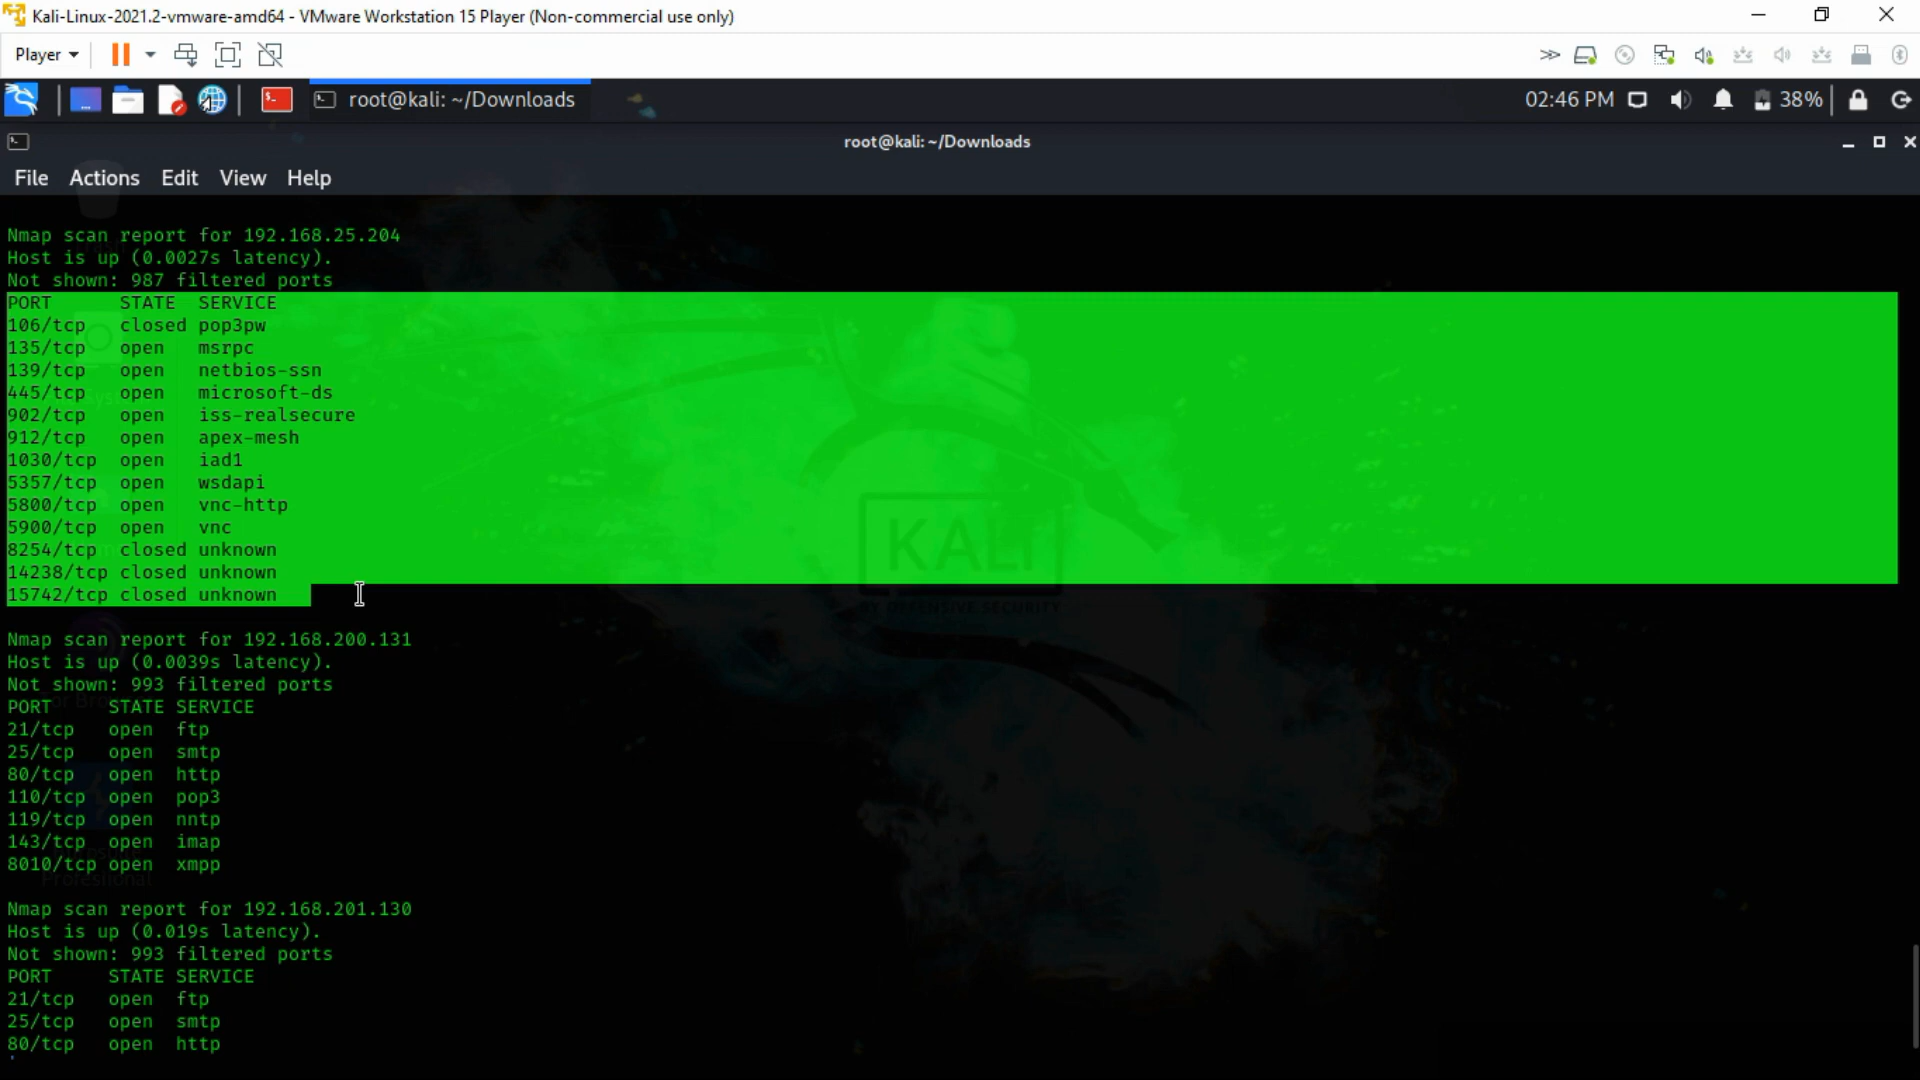 Kali-Linux-2021.2-vmware-amd64 - VMware Workstation 15 Player (Non-commercial use only)
Player
root@kali: ~/Downloads
02:46 PM
38%
root@kali: ~/Downloads
File Actions Edit View Help
Nmap scan report for 192.168.25.204
Host is up (0.0027s latency).
Not shown: 987 filtered ports
PORT STATE SERVICE
106/tcp closed pop3pw
135/tcp open msrpc
139/tcp open netbios-ssn
445/tcp open microsoft-ds
902/tcp open iss-realsecure
912/tcp open apex-mesh
1030/tcp open iad1
5357/tcp open wsdapi
5800/tcp open vnc-http
5900/tcp open vnc
8254/tcp closed unknown
14238/tcp closed unknown
15742/tcp closed unknown
KALI
BY OFFENSIVE SECURITY
Nmap scan report for 192.168.200.131
Host is up (0.0039s latency).
Not shown: 993 filtered ports
PORT STATE SERVICE
21/tcp open ftp
25/tcp open smtp
80/tcp open http
110/tcp open pop3
119/tcp open nntp
143/tcp open imap
8010/tcp open xmpp
Professional
Nmap scan report for 192.168.201.130
Host is up (0.019s latency).
Not shown: 993 filtered ports
PORT STATE SERVICE
21/tcp open ftp
25/tcp open smtp
80/tcp open http